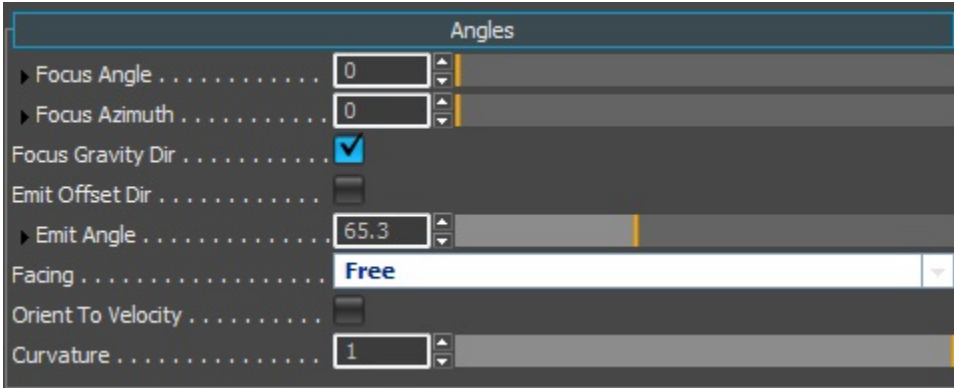 Angles
Focus Angle . . . . . . . . . . . . 0
Focus Azimuth . . . . . . . . . . . 0
Focus Gravity Dir . . . . . . . . . . .
Emit Offset Dir . . . . . . . . . . . .
Emit Angle . . . . . . . . . . . . . . 65.3
Facing . . . . . . . . . . . . . . . . . . Free
Orient To Velocity . . . . . . . . . .
Curvature . . . . . . . . . . . . . . . 1